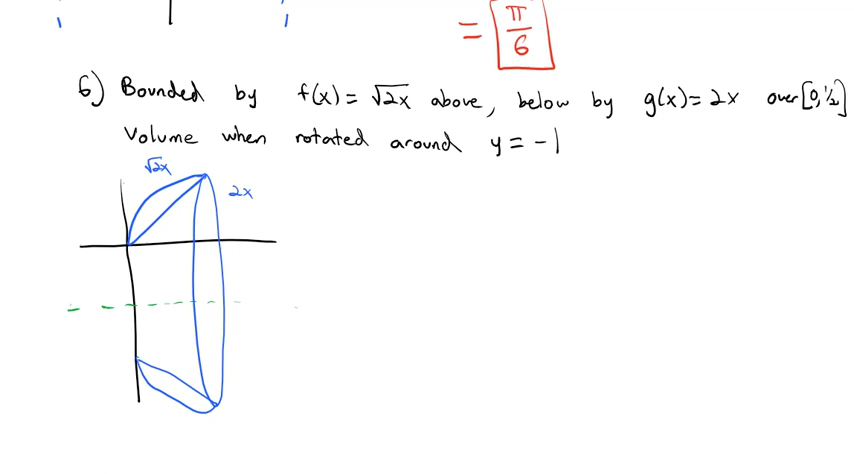 = π/6
6) Bounded by f(x) = √2x above, below by g(x) = 2x over [0, ½]
Volume when rotated around y = -1
√2x
2x